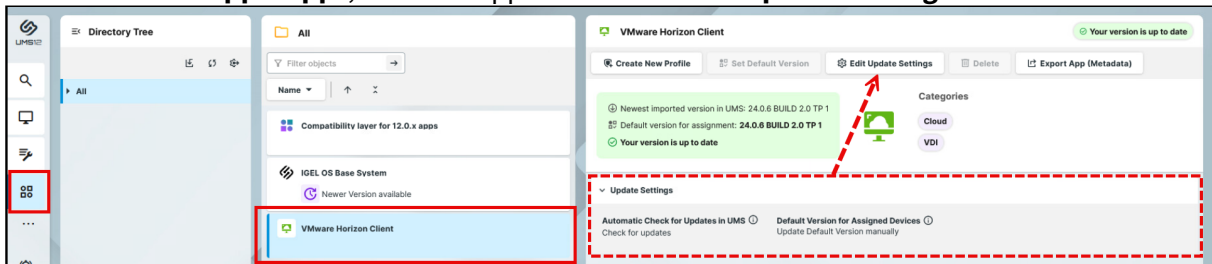 UMS12
Directory Tree
All
Name
All
Filter objects
Compatibility layer for 12.0.x apps
IGEL OS Base System
Newer Version available
VMware Horizon Client
VMware Horizon Client
Your version is up to date
Create New Profile
Set Default Version
Edit Update Settings
Delete
Export App (Metadata)
Newest imported version in UMS: 24.0.6 BUILD 2.0 TP 1
Default version for assignment: 24.0.6 BUILD 2.0 TP 1
Your version is up to date
Categories
Cloud
VDI
Update Settings
Automatic Check for Updates in UMS
Check for updates
Default Version for Assigned Devices
Update Default Version manually